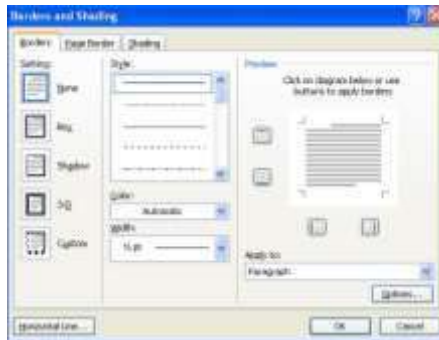 Borders and Shading
Borders
Page Border
Shading
Setting:
None
Box
Shadow
3-D
Custom
Style:
Color:
Automatic
Width:
½ pt
Preview
Click on diagram below or use
buttons to apply borders
Apply to:
Paragraph
Options...
Horizontal Line...
OK
Cancel